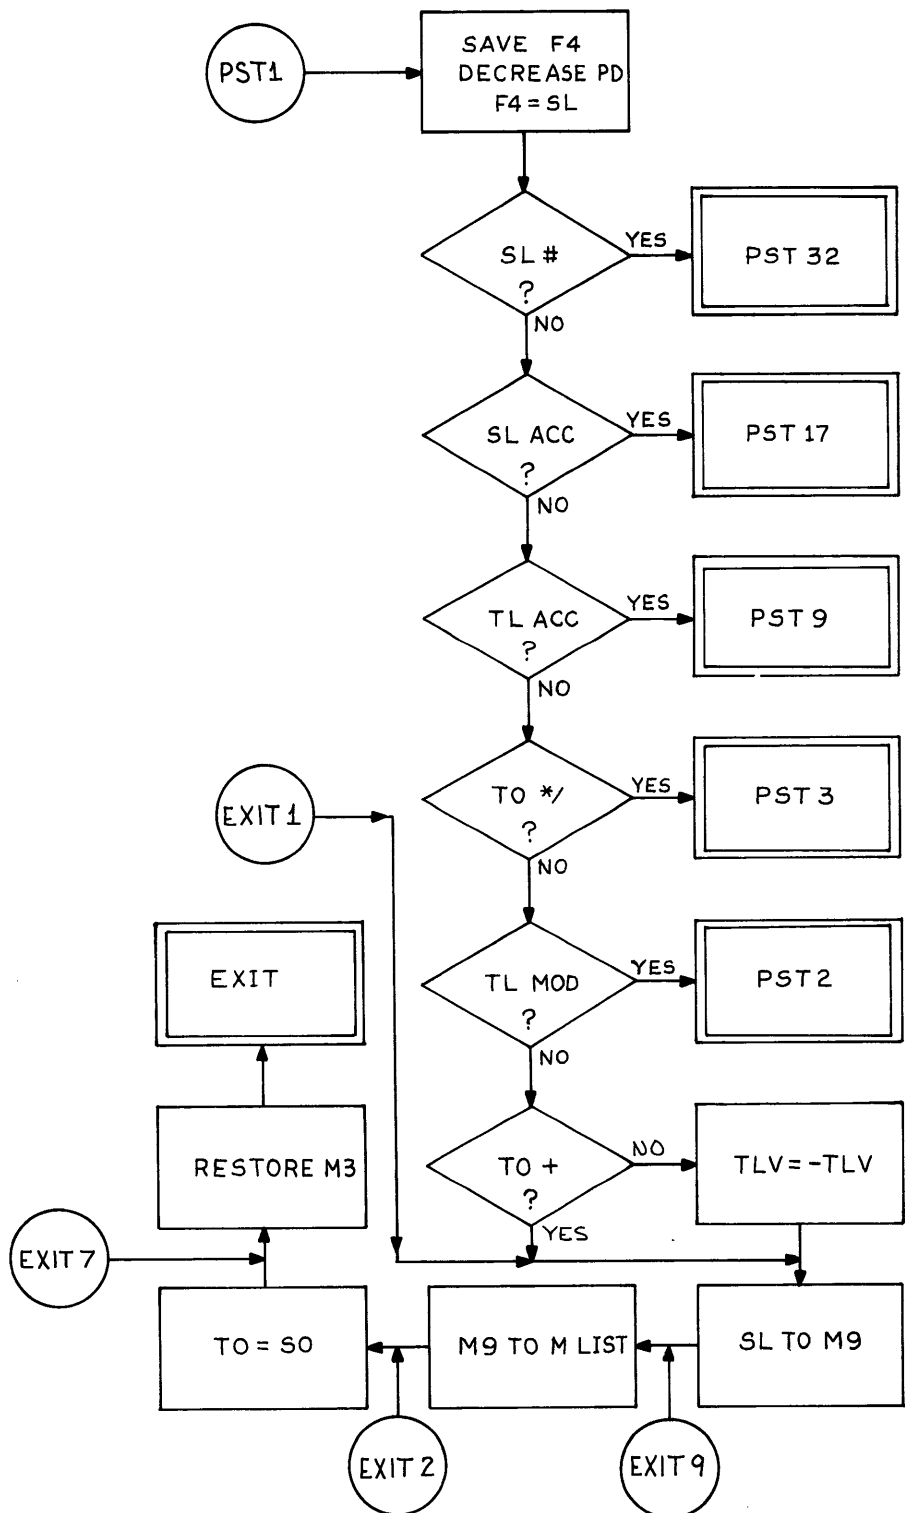 PST1
SAVE F4
DECREASE PD
F4 = SL
SL #
?
YES
PST 32
NO
SL ACC
?
YES
PST 17
NO
TL ACC
?
YES
PST 9
NO
TO */
?
YES
PST 3
EXIT 1
NO
TL MOD
?
YES
PST 2
EXIT
NO
TO +
?
NO
TLV = -TLV
RESTORE M3
YES
EXIT 7
TO = SO
M9 TO M LIST
SL TO M9
EXIT 2
EXIT 9